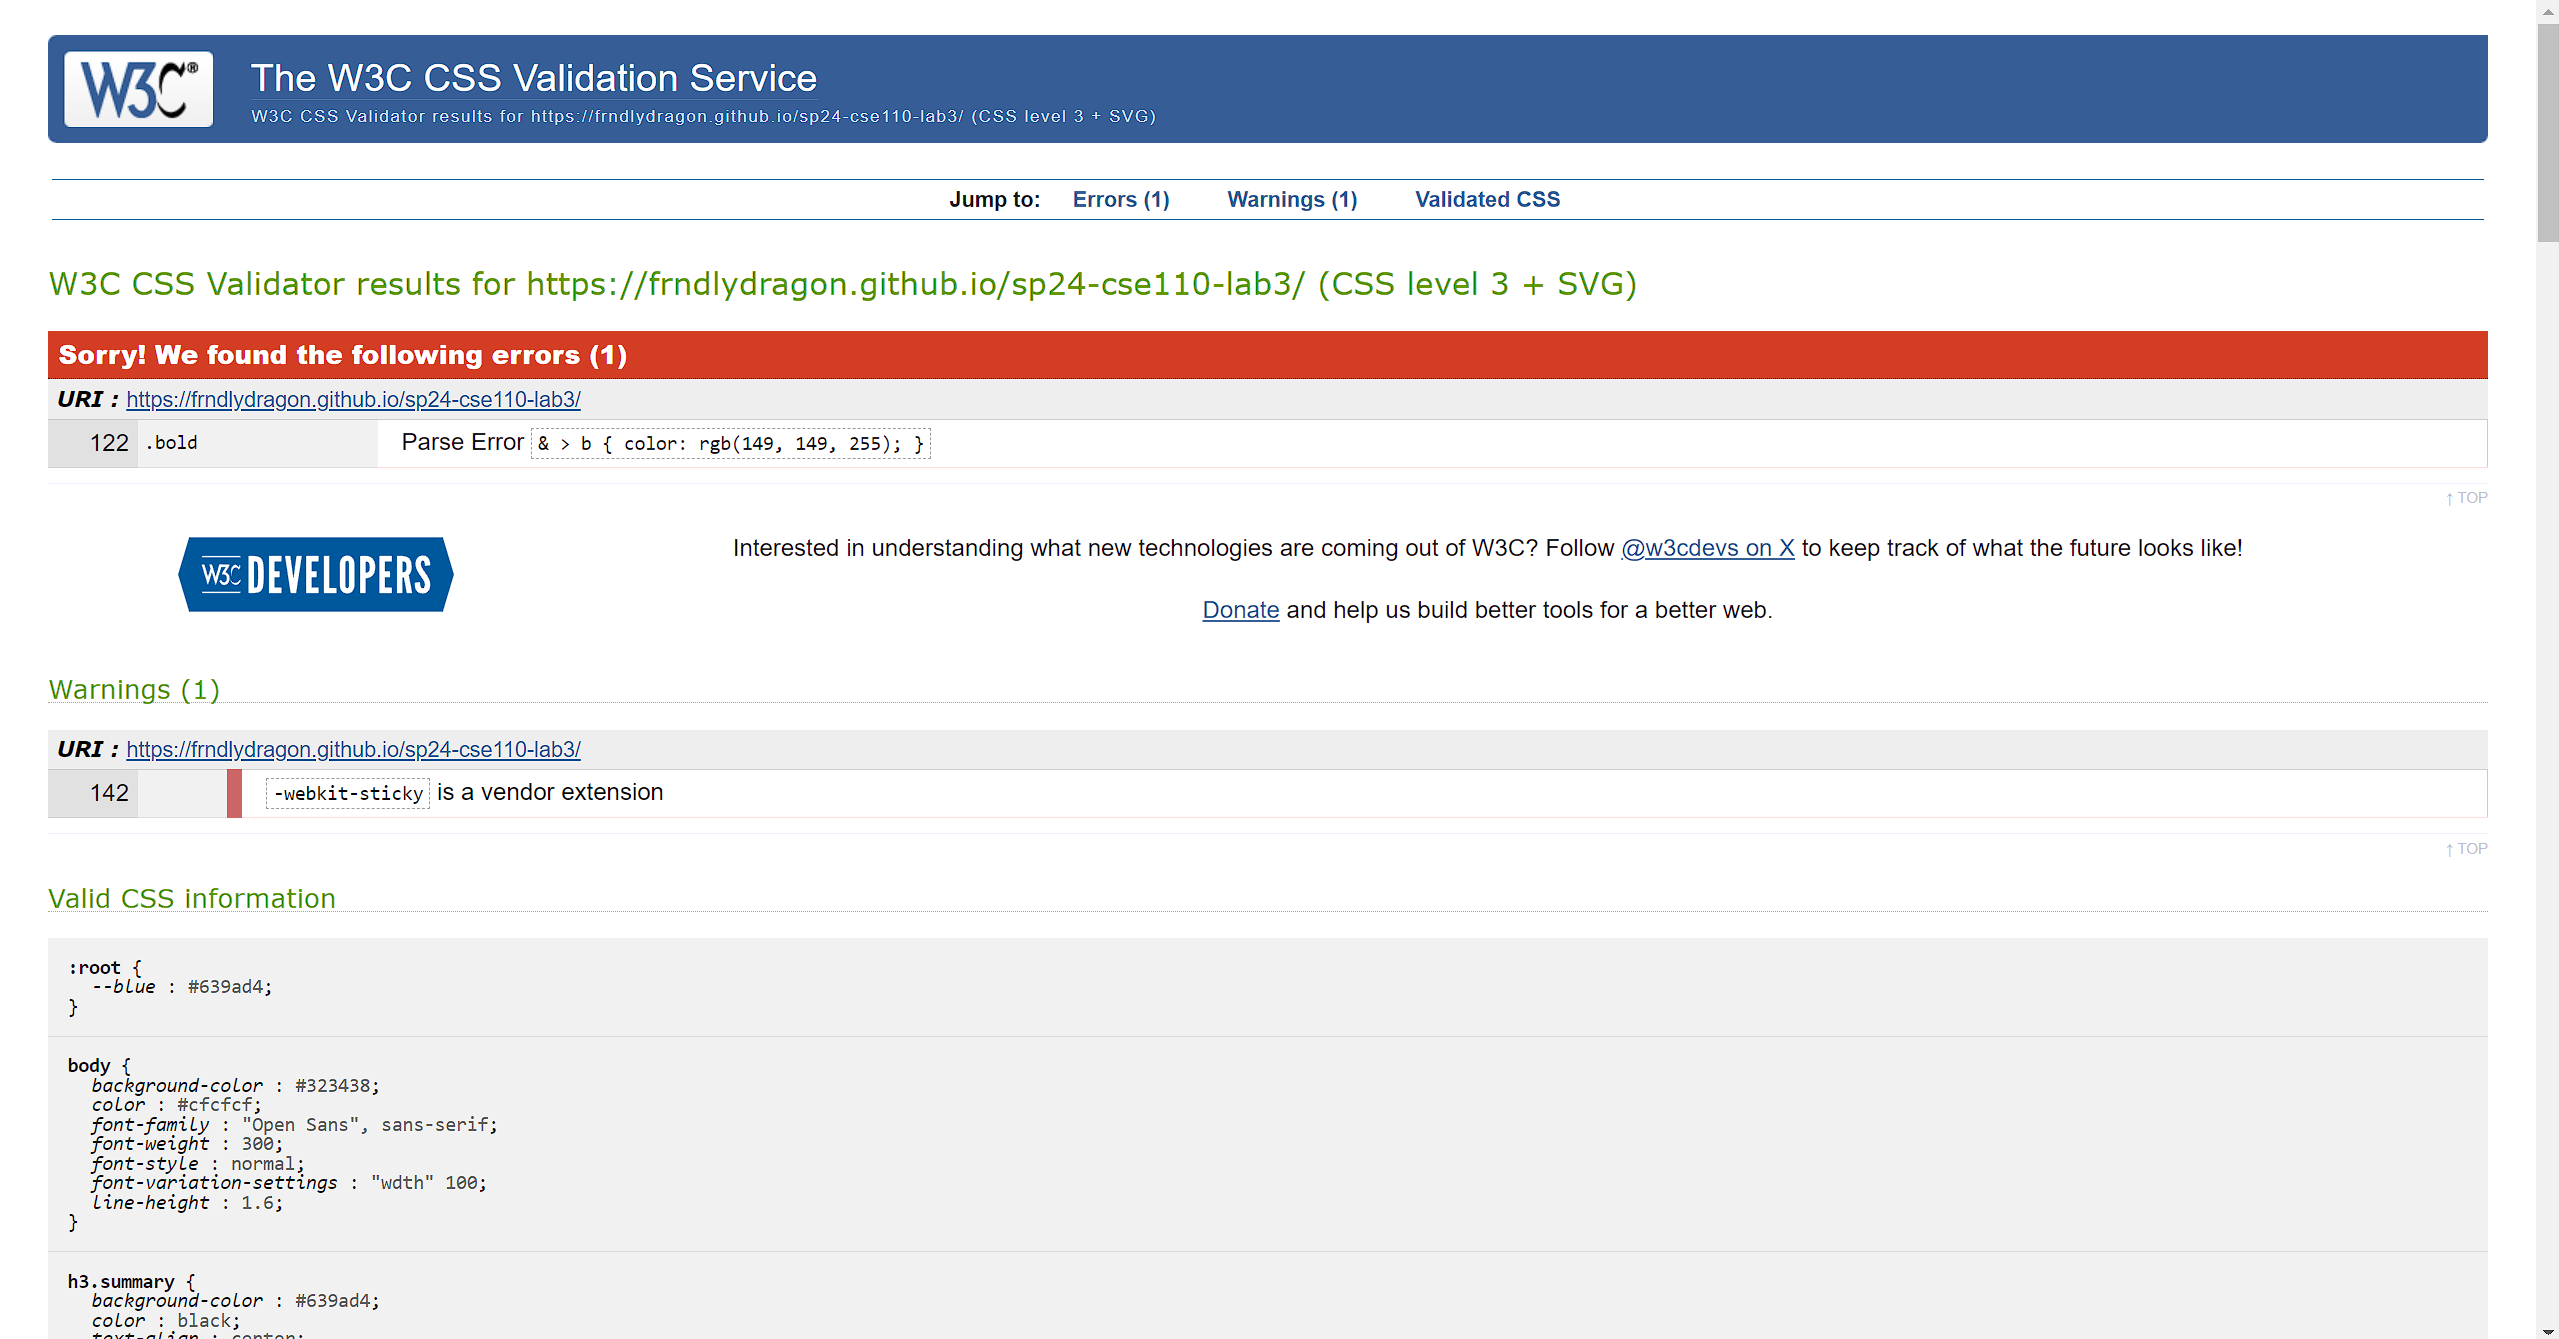 W3C®
The W3C CSS Validation Service
W3C CSS Validator results for https://frndlydragon.github.io/sp24-cse110-lab3/ (CSS level 3 + SVG)
Jump to: Errors (1) Warnings (1) Validated CSS
W3C CSS Validator results for https://frndlydragon.github.io/sp24-cse110-lab3/ (CSS level 3 + SVG)
Sorry! We found the following errors (1)
URI : https://frndlydragon.github.io/sp24-cse110-lab3/
122 .bold Parse Error & > b { color: rgb(149, 149, 255); }
↑ TOP
W3C DEVELOPERS
Interested in understanding what new technologies are coming out of W3C? Follow @w3cdevs on X to keep track of what the future looks like!
Donate and help us build better tools for a better web.
Warnings (1)
URI : https://frndlydragon.github.io/sp24-cse110-lab3/
142 -webkit-sticky is a vendor extension
↑ TOP
Valid CSS information
:root {
--blue : #639ad4;
}
body {
background-color : #323438;
color : #cfcfcf;
font-family : "Open Sans", sans-serif;
font-weight : 300;
font-style : normal;
font-variation-settings : "wdth" 100;
line-height : 1.6;
}
h3.summary {
background-color : #639ad4;
color : black;
text-align : center;